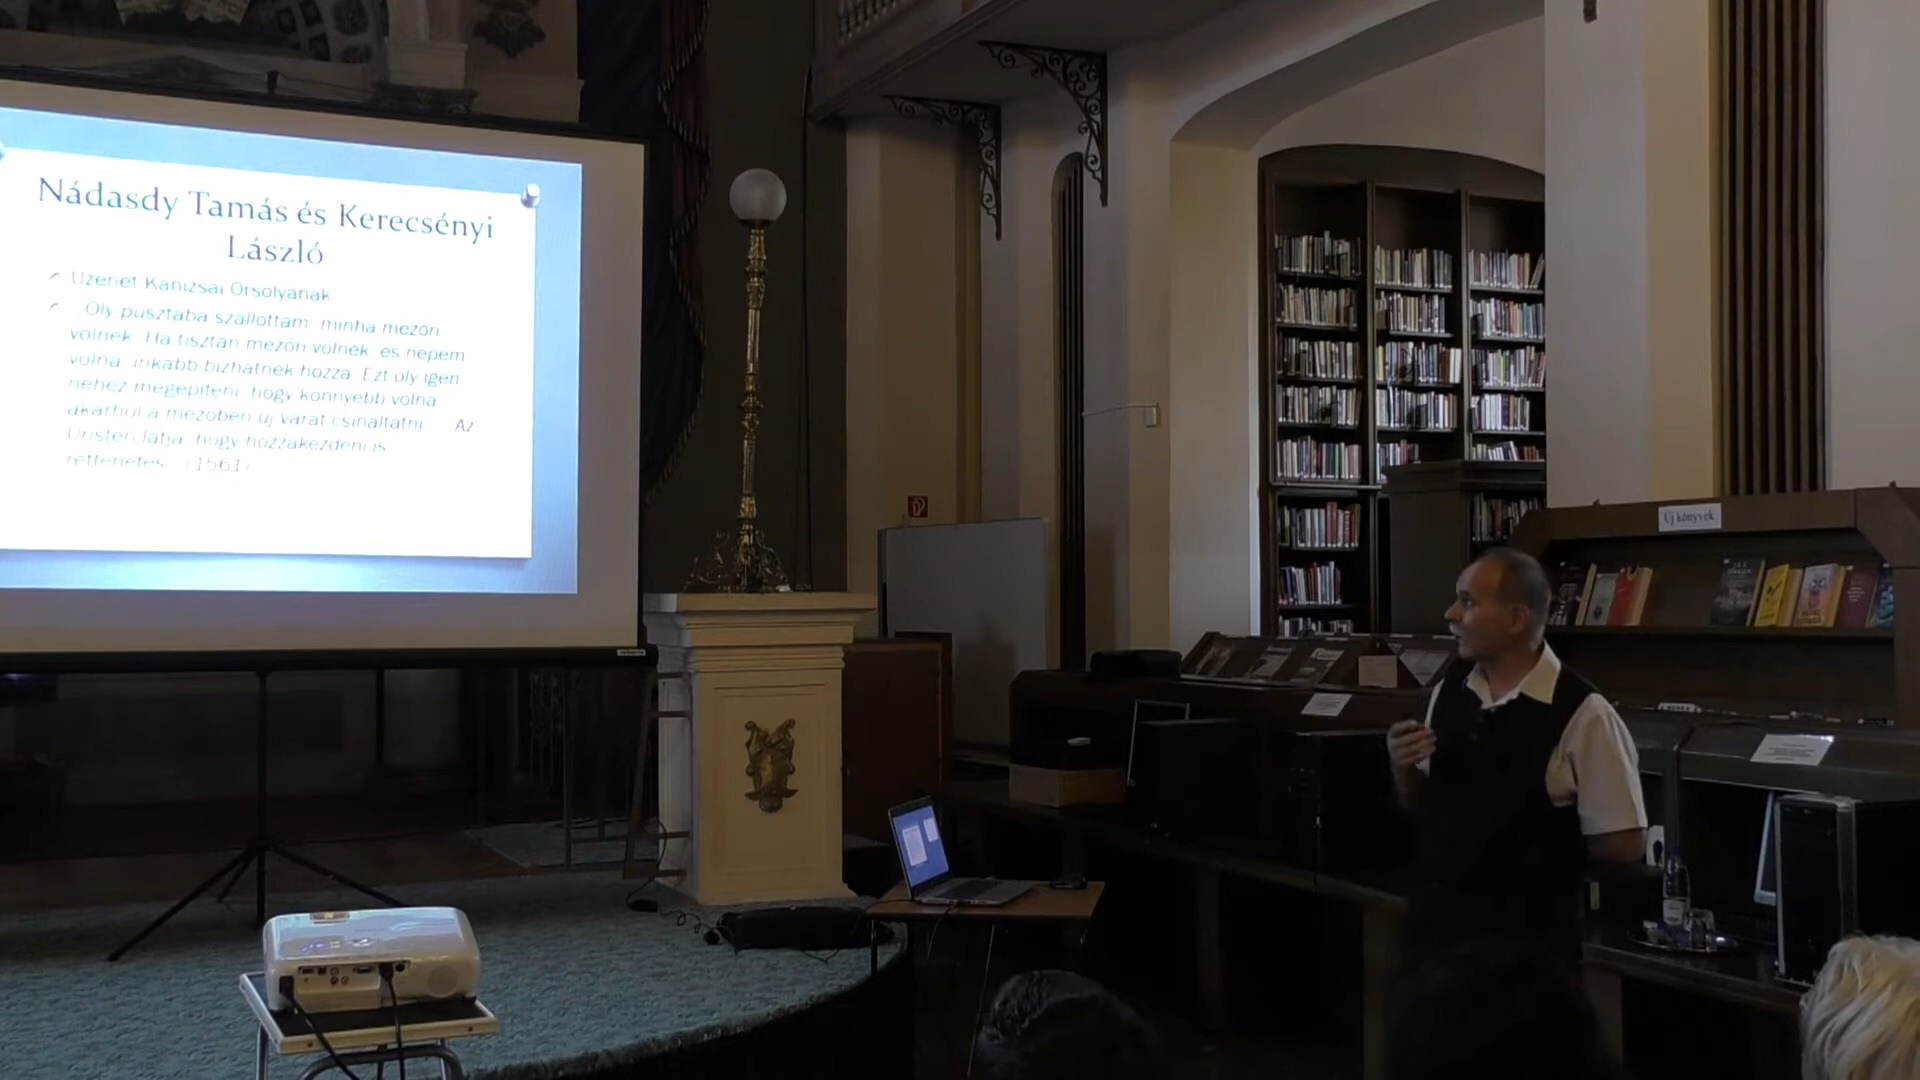 Nádasdy Tamás és Kerecsényi
László
Üzenet Kanizsai Orsolyának
Oly pusztába szállottam, minha mezőn
volnék. Ha tisztán mezőn volnék, és népem
volna, inkább bízhatnék hozzá. Ezt oly igen
nehéz megépíteni, hogy könnyebb volna
akárhol a mezőben új várat csináltatni... Az
Úristen látja, hogy hozzákezdeni is
rettenetes. (1561)
Új könyvek